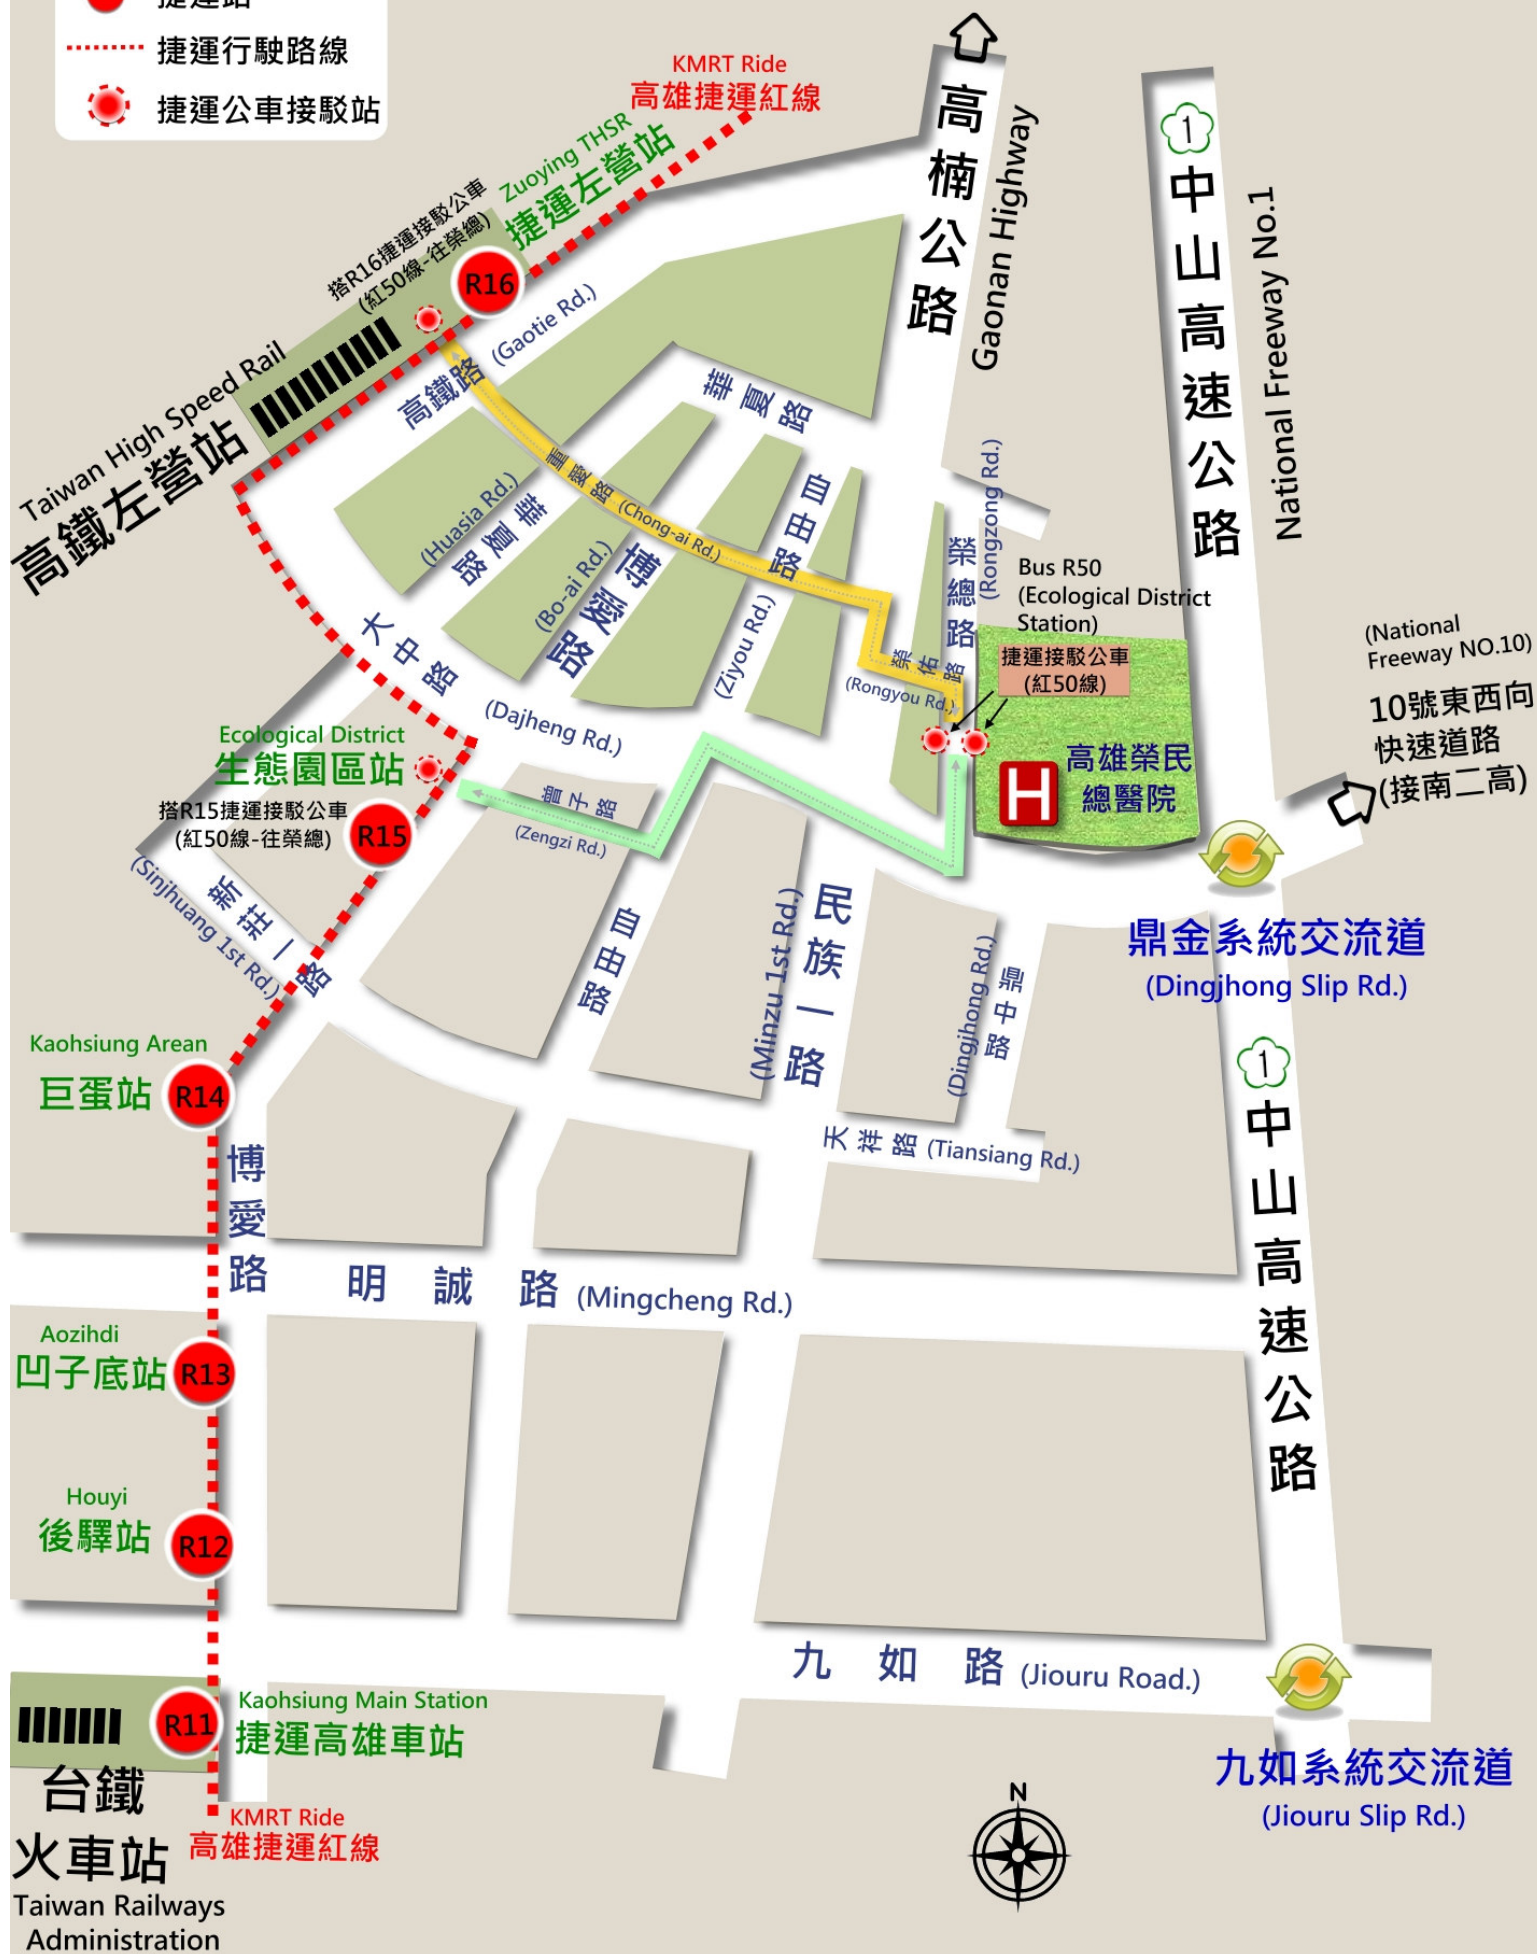 捷運站
捷運行駛路線
捷運公車接駁站
KMRT Ride
高雄捷運紅線
Zuoying THSR
捷運左營站
搭R16捷運接駁公車
(紅50線-往榮總)
R16
Taiwan High Speed Rail
高鐵左營站
高鐵路
(Gaotie Rd.)
高楠公路
Gaonan Highway
1
中山高速公路
National Freeway No.1
華夏路
重愛路 (Chong-ai Rd.)
(Huasia Rd.)
華夏路
(Bo-ai Rd.)
博愛路
自由路
(Ziyou Rd.)
榮總路
(Rongzong Rd.)
榮佑路
(Rongyou Rd.)
Bus R50
(Ecological District
Station)
捷運接駁公車
(紅50線)
高雄榮民
總醫院
H
(National
Freeway NO.10)
10號東西向
快速道路
(接南二高)
大中路
(Dajheng Rd.)
Ecological District
生態園區站
搭R15捷運接駁公車
(紅50線-往榮總)
R15
曾子路
(Zengzi Rd.)
新莊一路
(Sinjhuang 1st Rd.)
自由路
民族一路
(Minzu 1st Rd.)
鼎中路
(Dingjhong Rd.)
鼎金系統交流道
(Dingjhong Slip Rd.)
1
中山高速公路
Kaohsiung Arean
巨蛋站
R14
天祥路 (Tiansiang Rd.)
博愛路
明誠路 (Mingcheng Rd.)
Aozihdi
凹子底站
R13
Houyi
後驛站
R12
九如路 (Jiouru Road.)
R11
Kaohsiung Main Station
捷運高雄車站
九如系統交流道
(Jiouru Slip Rd.)
台鐵
火車站
Taiwan Railways
Administration
KMRT Ride
高雄捷運紅線
N